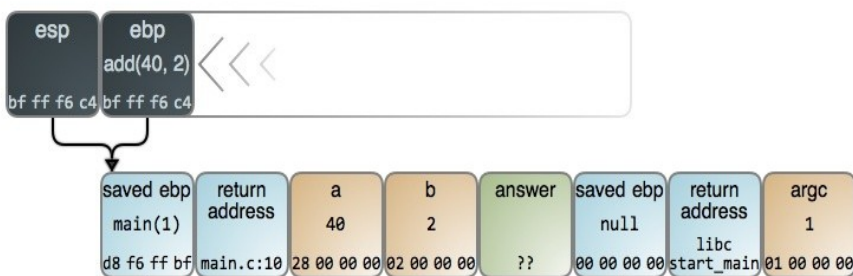 esp
bf ff f6 c4
ebp
add(40, 2)
bf ff f6 c4
saved ebp
main(1)
d8 f6 ff bf
return
address
main.c:10
a
40
28 00 00 00
b
2
02 00 00 00
answer
??
saved ebp
null
00 00 00 00
return
address
libc
start_main
argc
1
01 00 00 00